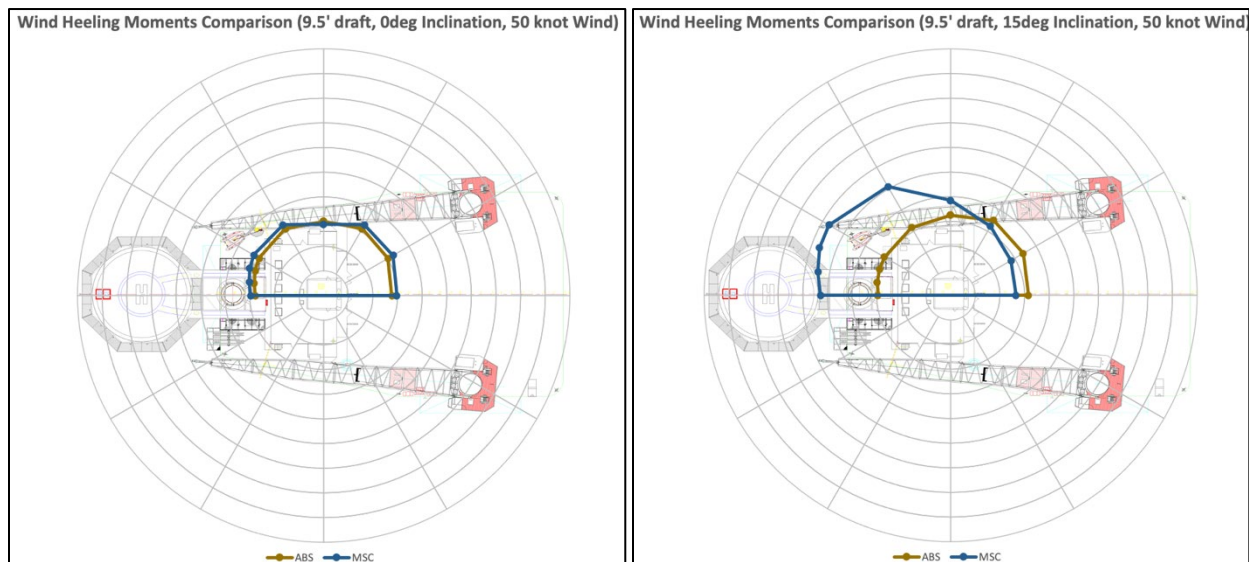 Wind Heeling Moments Comparison (9.5' draft, 0deg Inclination, 50 knot Wind)
ABS MSC
Wind Heeling Moments Comparison (9.5' draft, 15deg Inclination, 50 knot Wind)
ABS MSC